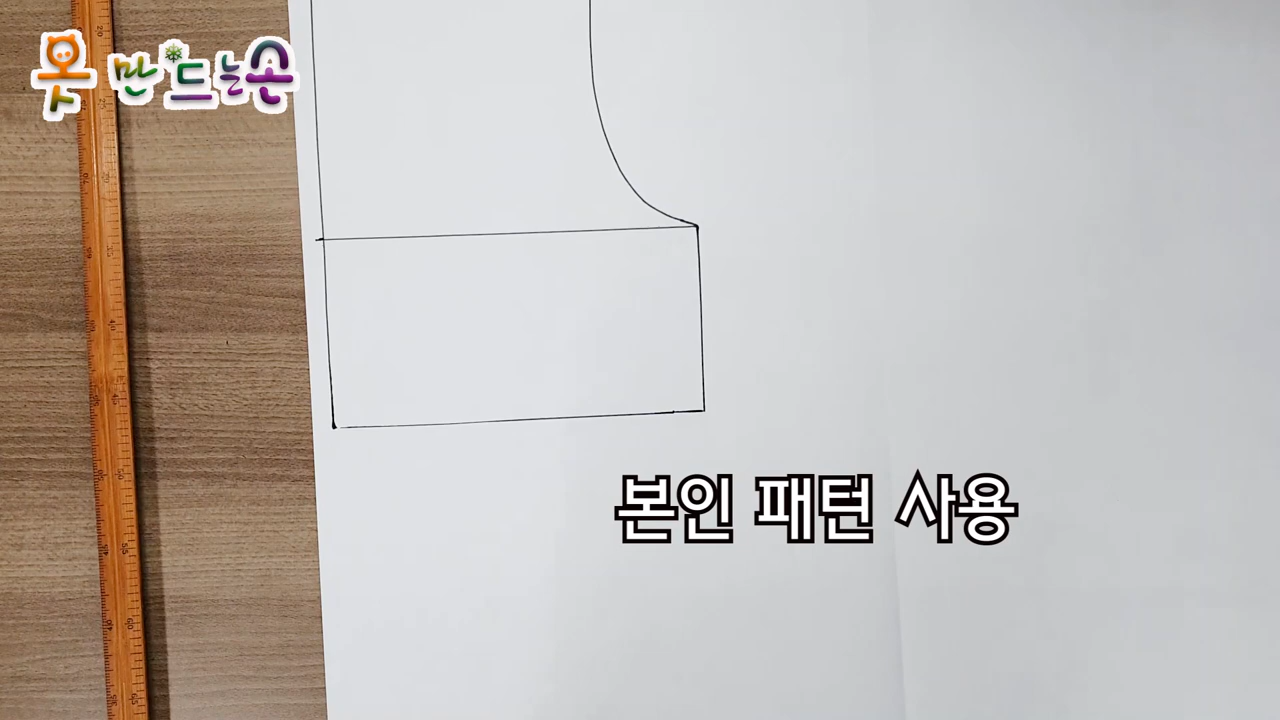 옷 만드는손
본인 패턴 사용